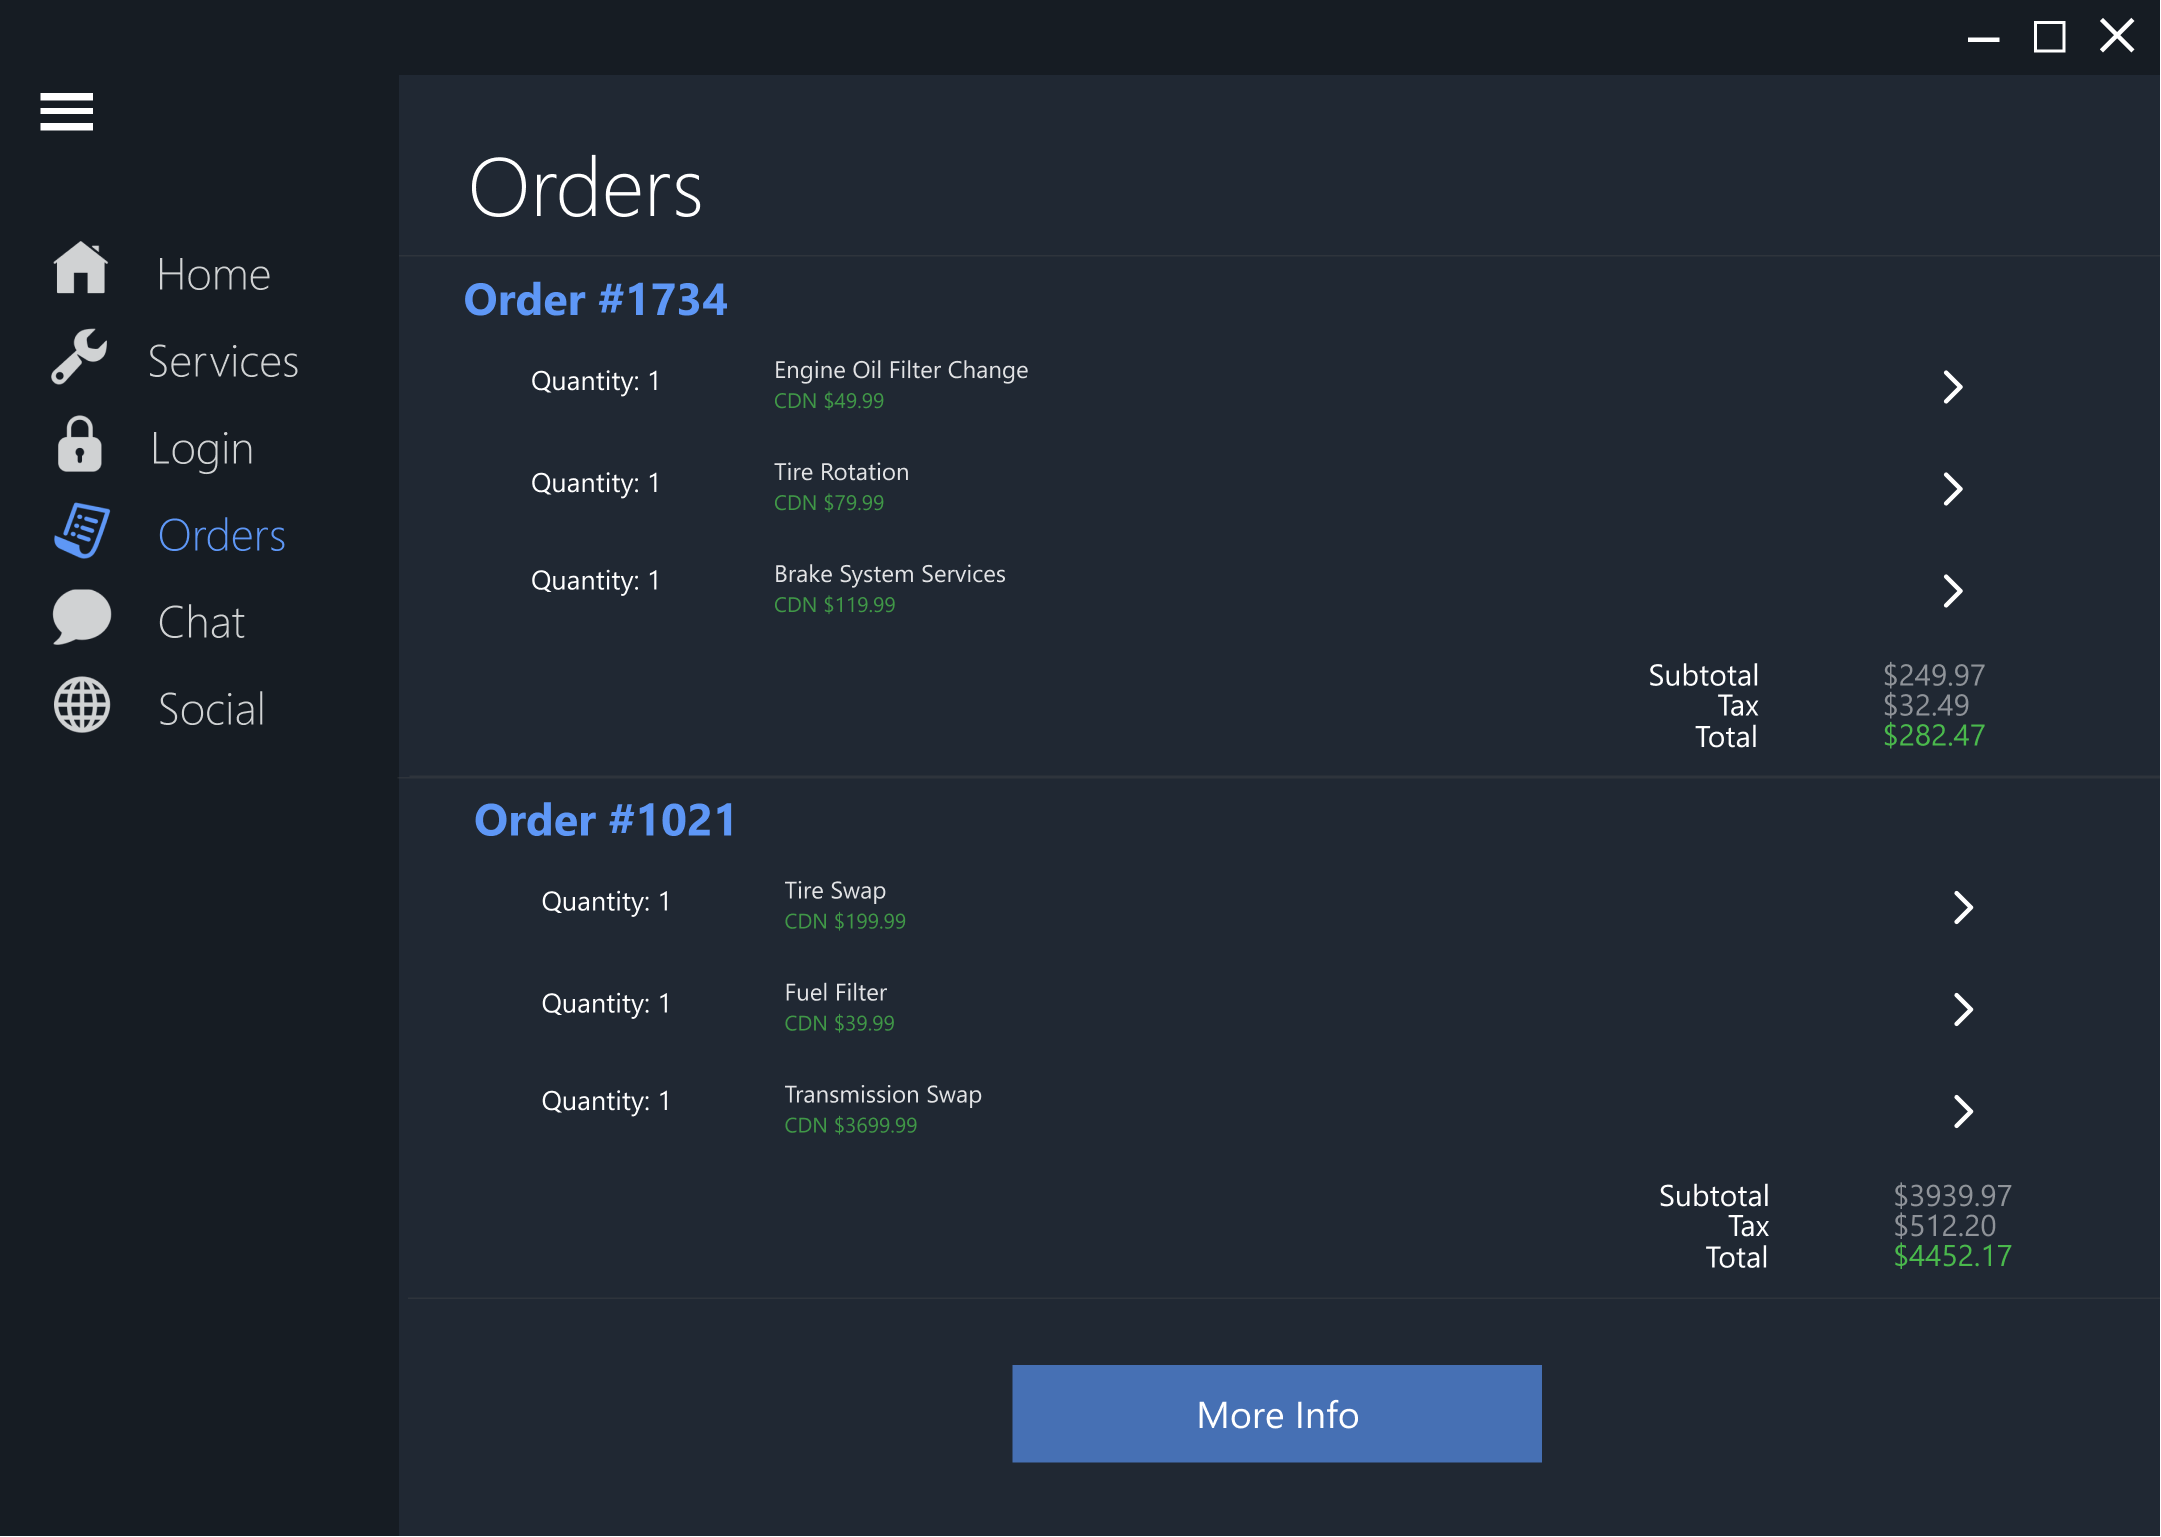 Home
Services
Login
Orders
Chat
Social
Orders
Order #1734
Quantity: 1
Engine Oil Filter Change
CDN $49.99
Quantity: 1
Tire Rotation
CDN $79.99
Quantity: 1
Brake System Services
CDN $119.99
Subtotal $249.97
Tax $32.49
Total $282.47
Order #1021
Quantity: 1
Tire Swap
CDN $199.99
Quantity: 1
Fuel Filter
CDN $39.99
Quantity: 1
Transmission Swap
CDN $3699.99
Subtotal $3939.97
Tax $512.20
Total $4452.17
More Info